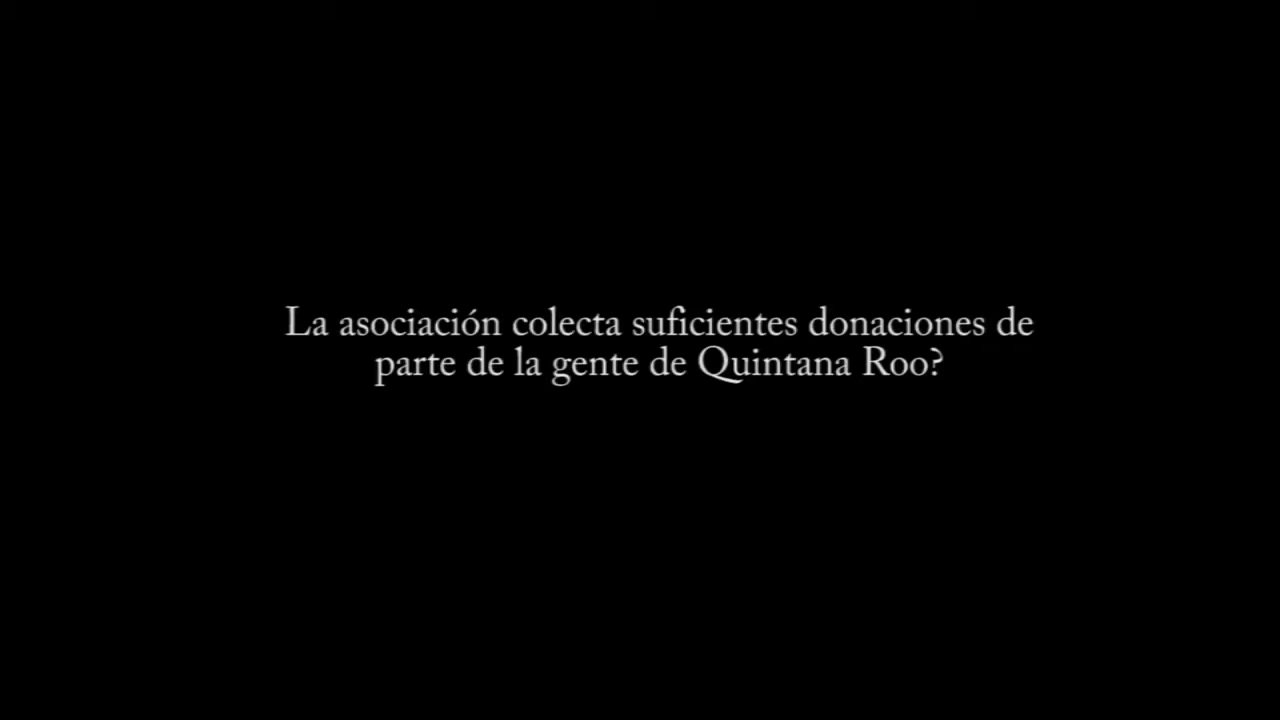 La asociación colecta suficientes donaciones de
parte de la gente de Quintana Roo?